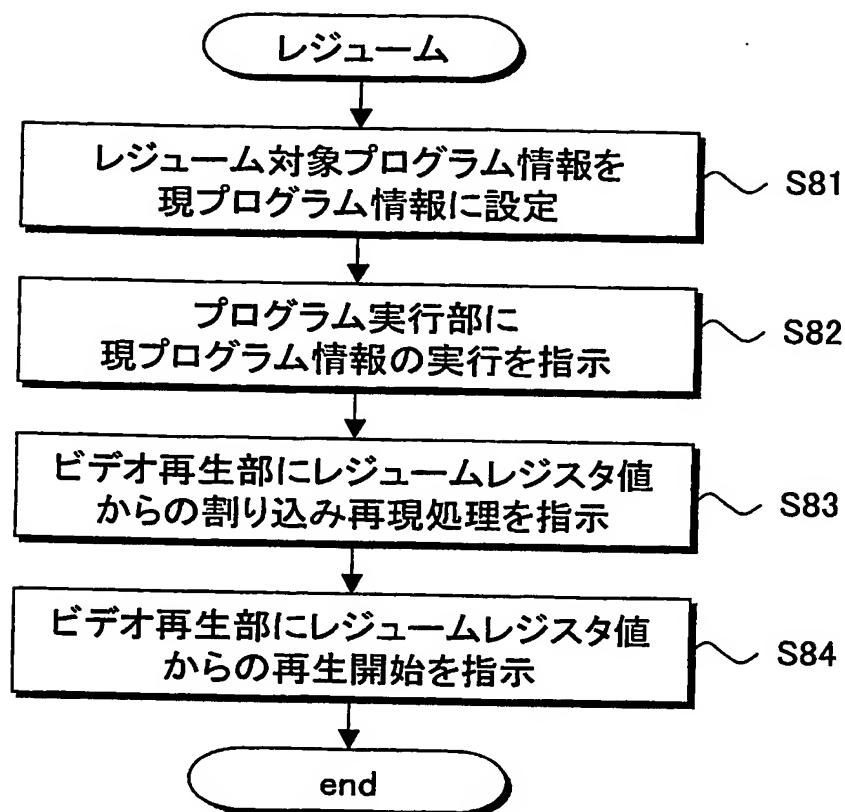 レジューム
レジューム対象プログラム情報を
現プログラム情報に設定
S81
プログラム実行部に
現プログラム情報の実行を指示
S82
ビデオ再生部にレジュームレジスタ値
からの割り込み再現処理を指示
S83
ビデオ再生部にレジュームレジスタ値
からの再生開始を指示
S84
end